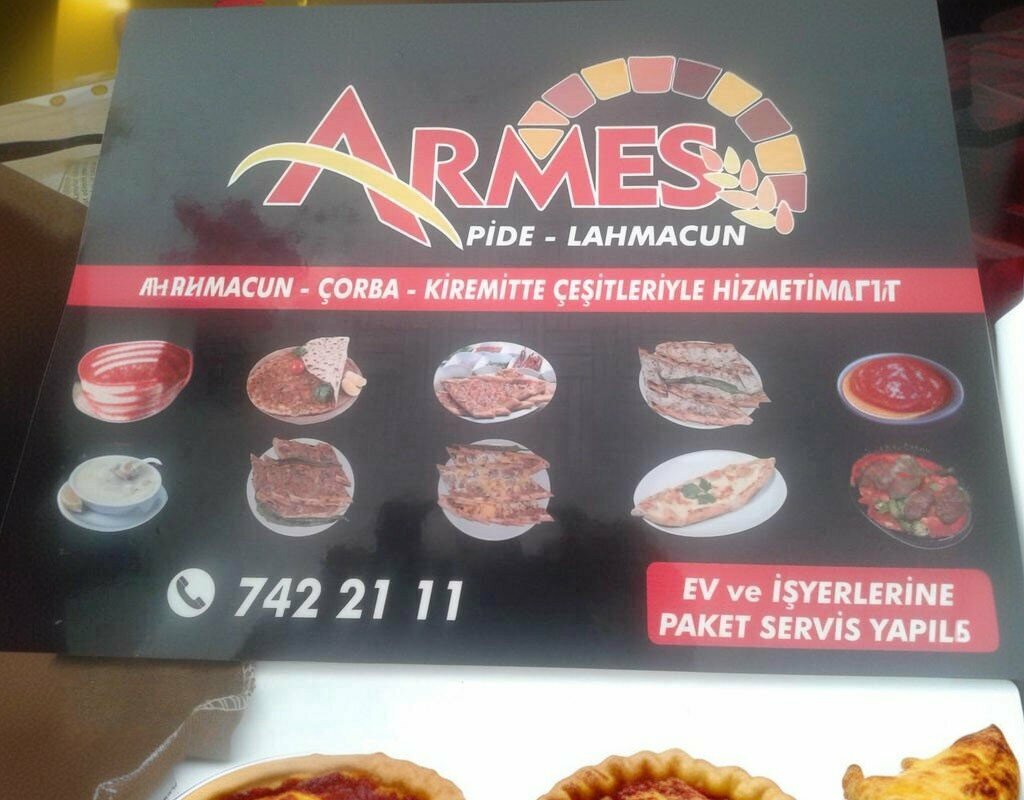 ARMES
PİDE - LAHMACUN
- ÇORBA - KİREMİTTE ÇEŞİTLERİYLE
742 21 11
EV ve İŞYERLERİNE
PAKET SERVİS